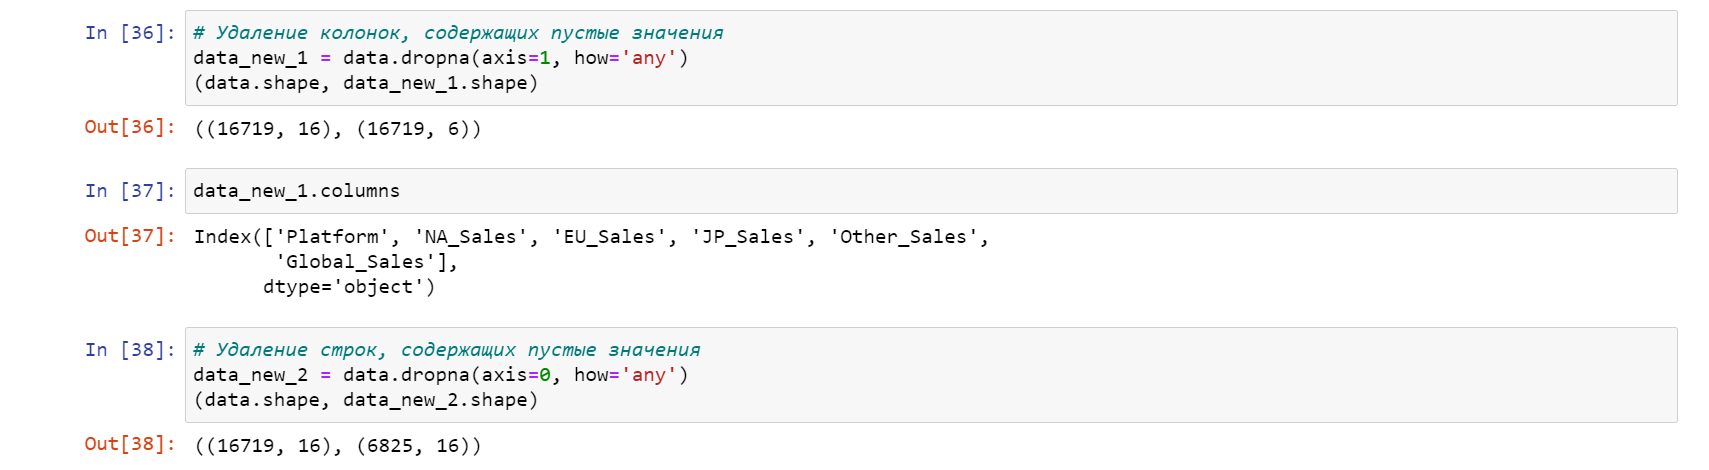 In [36]: # Удаление колонок, содержащих пустые значения
data_new_1 = data.dropna(axis=1, how='any')
(data.shape, data_new_1.shape)
Out[36]: ((16719, 16), (16719, 6))
In [37]: data_new_1.columns
Out[37]: Index(['Platform', 'NA_Sales', 'EU_Sales', 'JP_Sales', 'Other_Sales',
'Global_Sales'],
dtype='object')
In [38]: # Удаление строк, содержащих пустые значения
data_new_2 = data.dropna(axis=0, how='any')
(data.shape, data_new_2.shape)
Out[38]: ((16719, 16), (6825, 16))